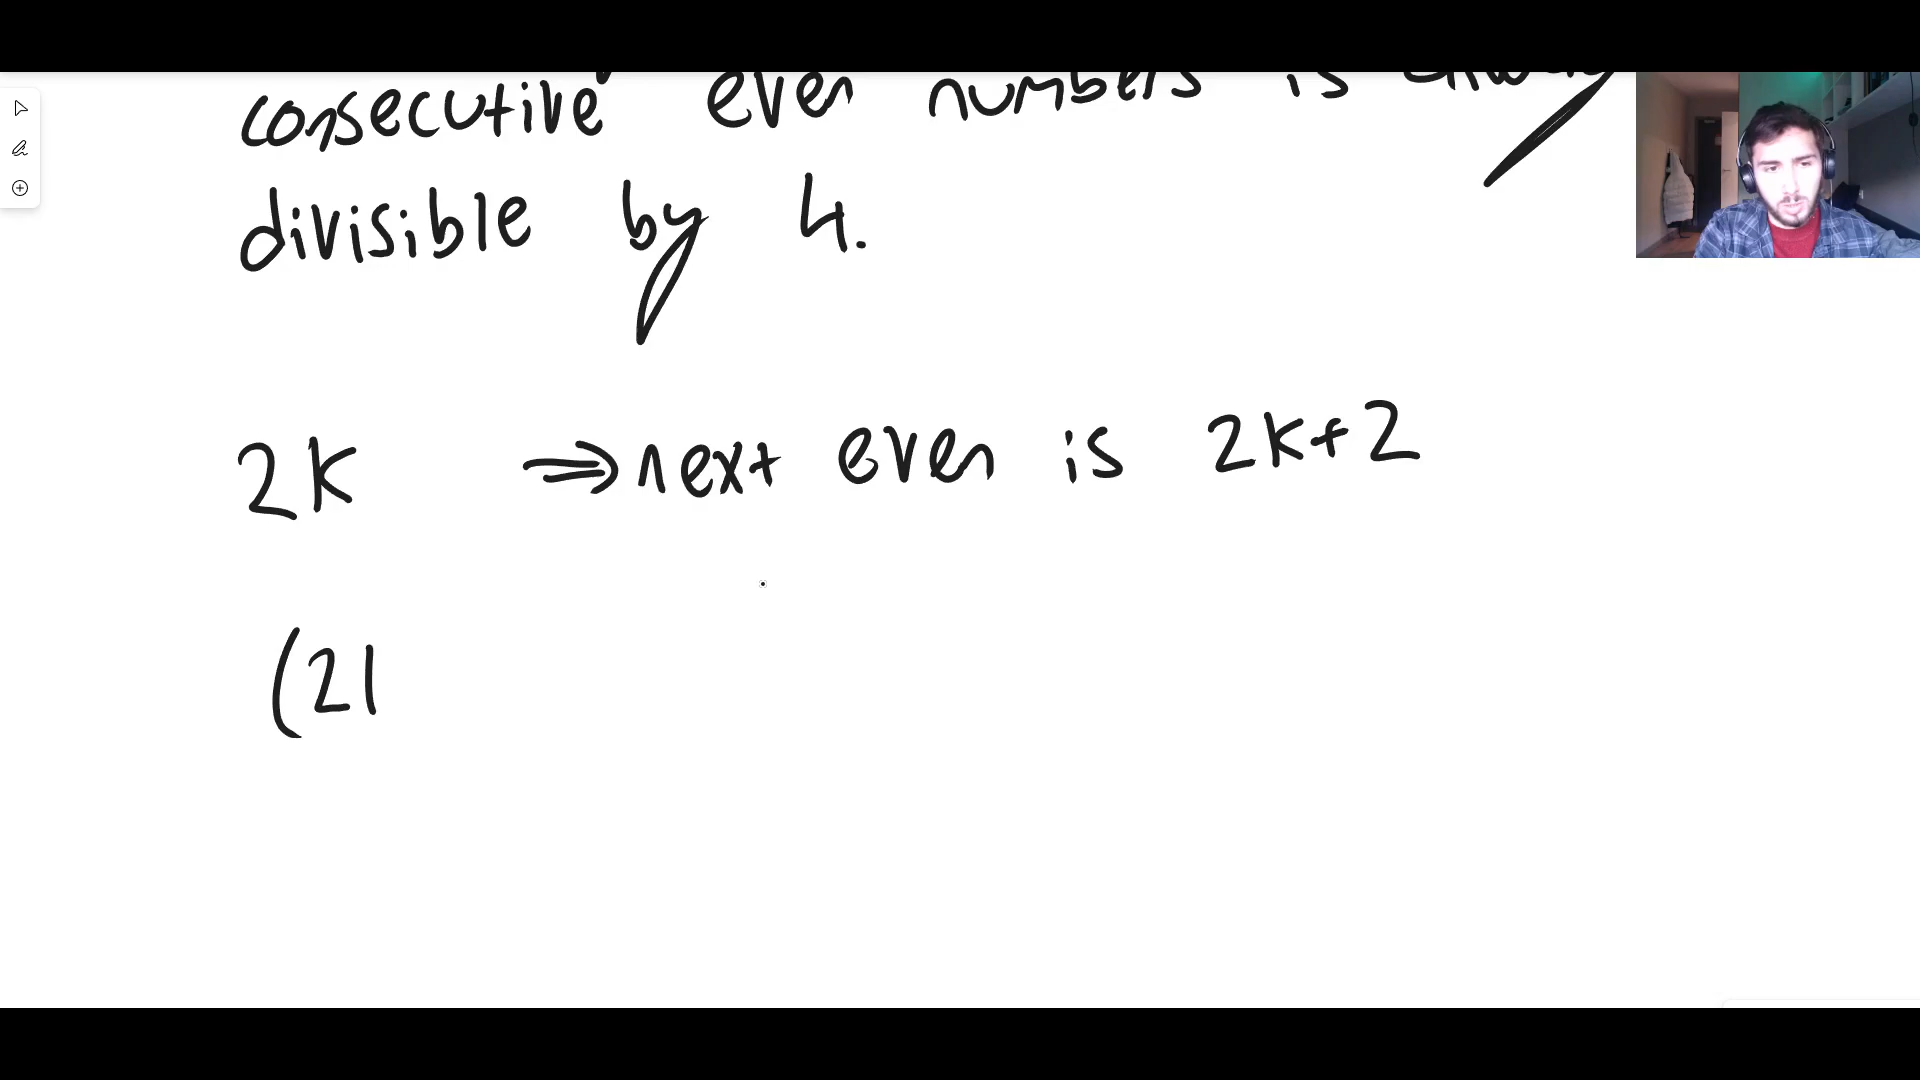 consecutive even numbers is
divisible by 4.
2k ⇒ next even is 2k+2
(2